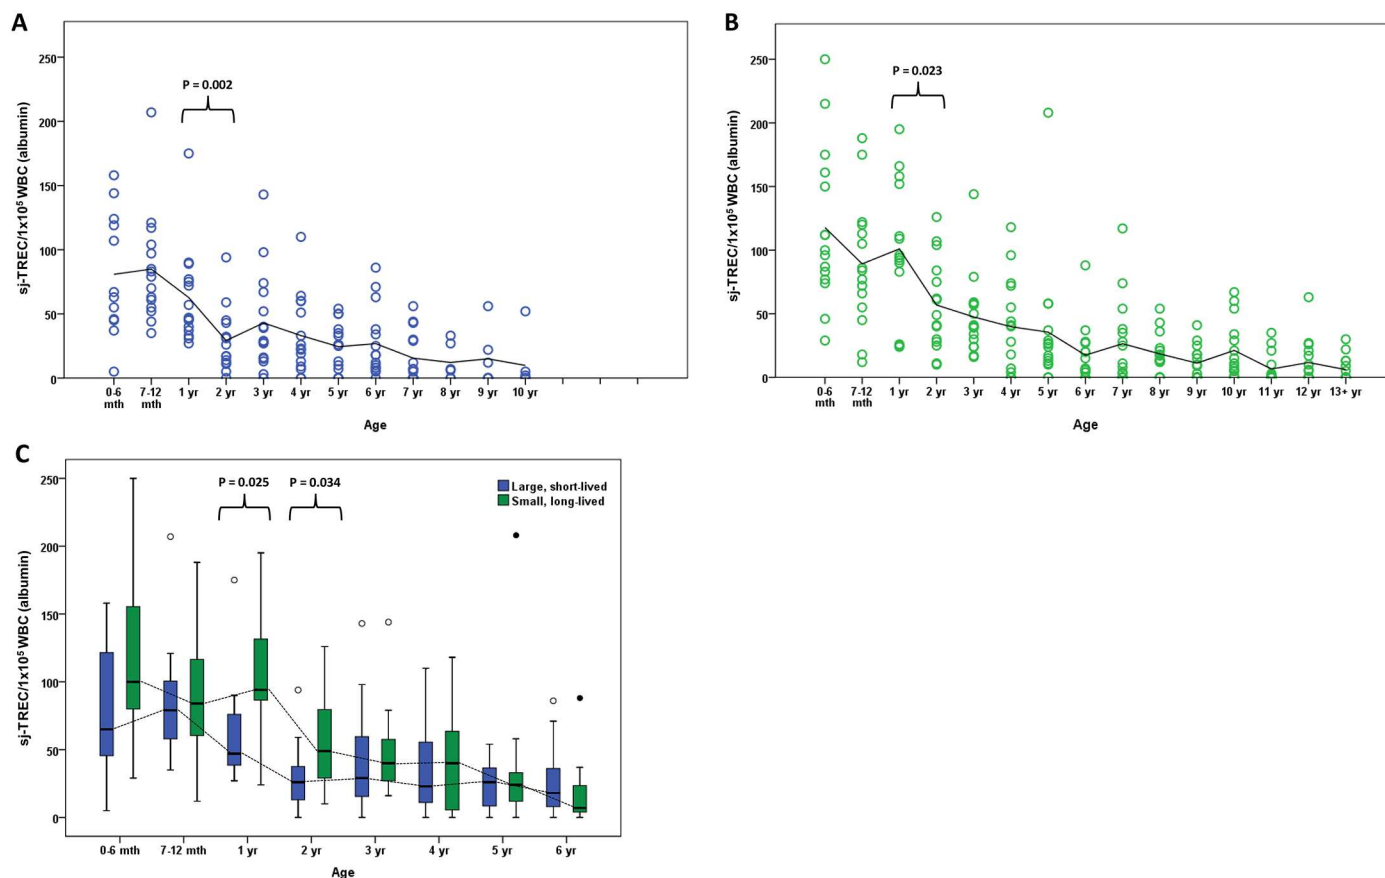 A
sj-TREC/1x10⁵ WBC (albumin)
250
200
150
100
50
0
P = 0.002
0-6 mth
7-12 mth
1 yr
2 yr
3 yr
4 yr
5 yr
6 yr
7 yr
8 yr
9 yr
10 yr
Age
B
sj-TREC/1x10⁵ WBC (albumin)
250
200
150
100
50
0
P = 0.023
0-6 mth
7-12 mth
1 yr
2 yr
3 yr
4 yr
5 yr
6 yr
7 yr
8 yr
9 yr
10 yr
11 yr
12 yr
13+ yr
Age
C
sj-TREC/1x10⁵ WBC (albumin)
250
200
150
100
50
0
P = 0.025
P = 0.034
Large, short-lived
Small, long-lived
0-6 mth
7-12 mth
1 yr
2 yr
3 yr
4 yr
5 yr
6 yr
Age